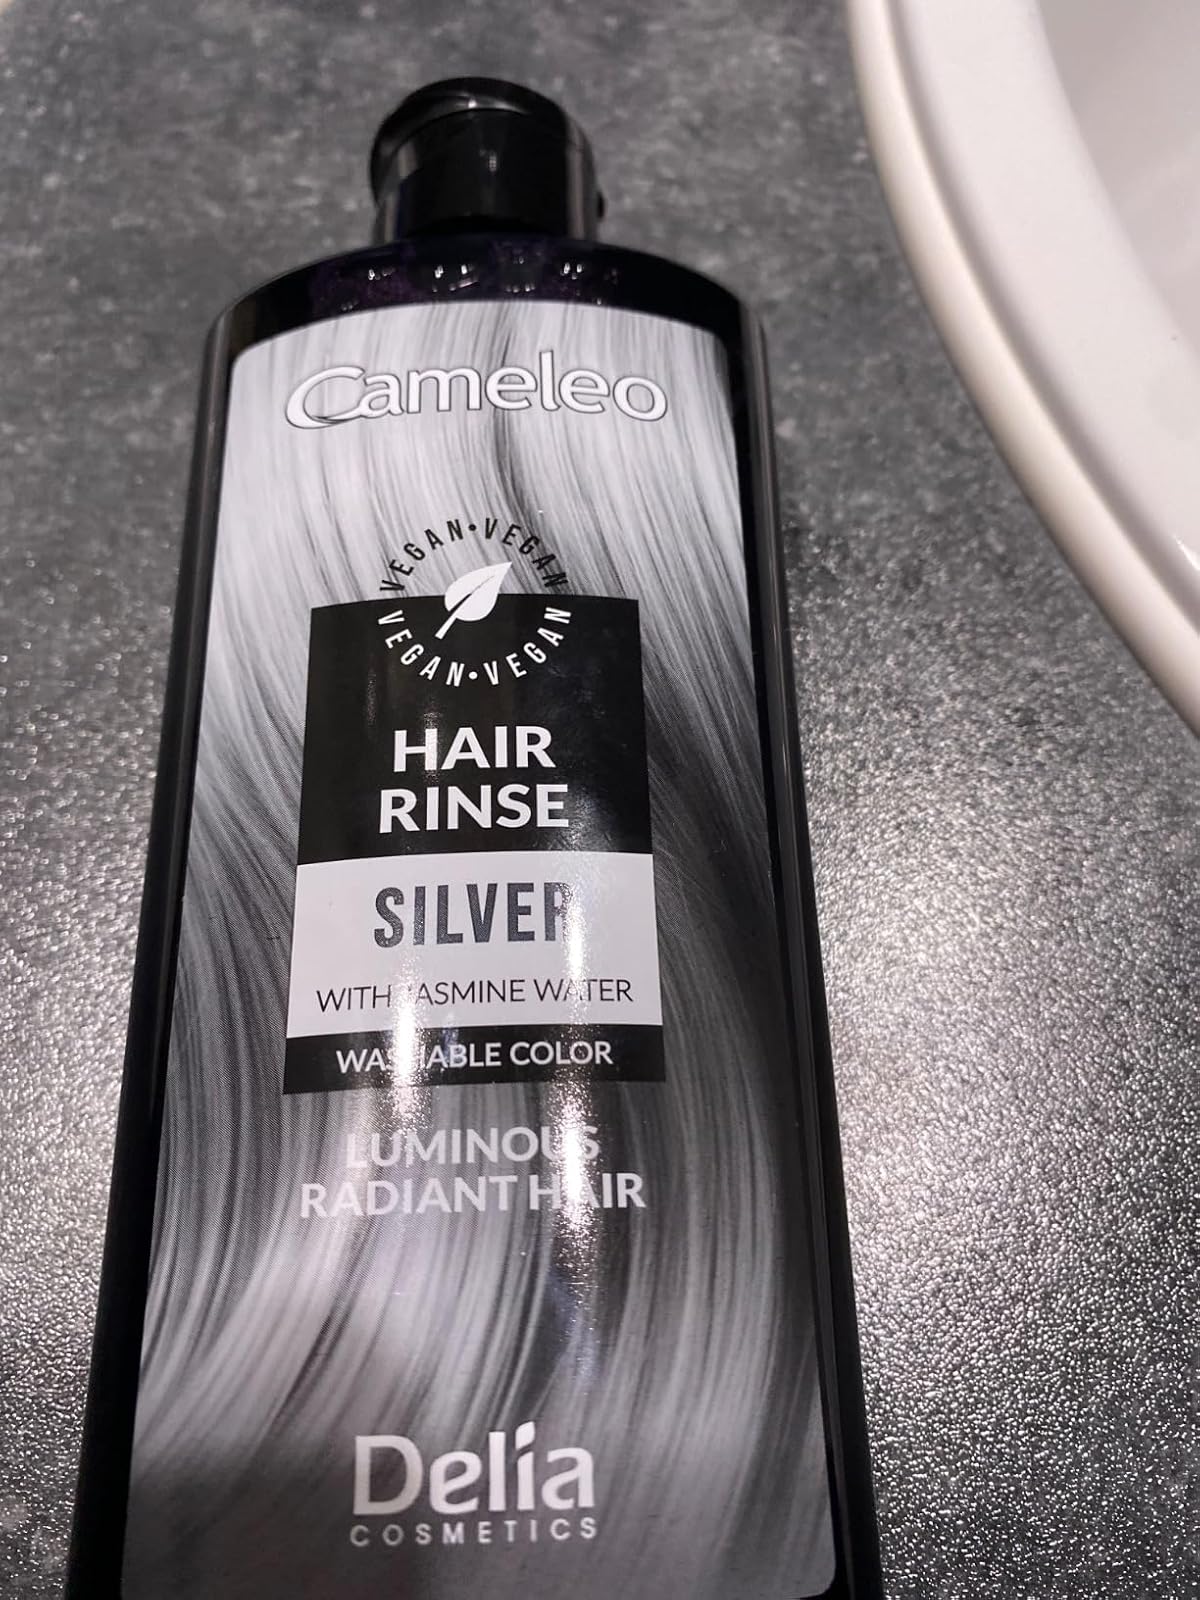 Cameleo
VEGAN•VEGAN
VEGAN•VEGAN
HAIR
RINSE
SILVER
WITH JASMINE WATER
WASHABLE COLOR
LUMINOUS
RADIANT HAIR
Delia
COSMETICS